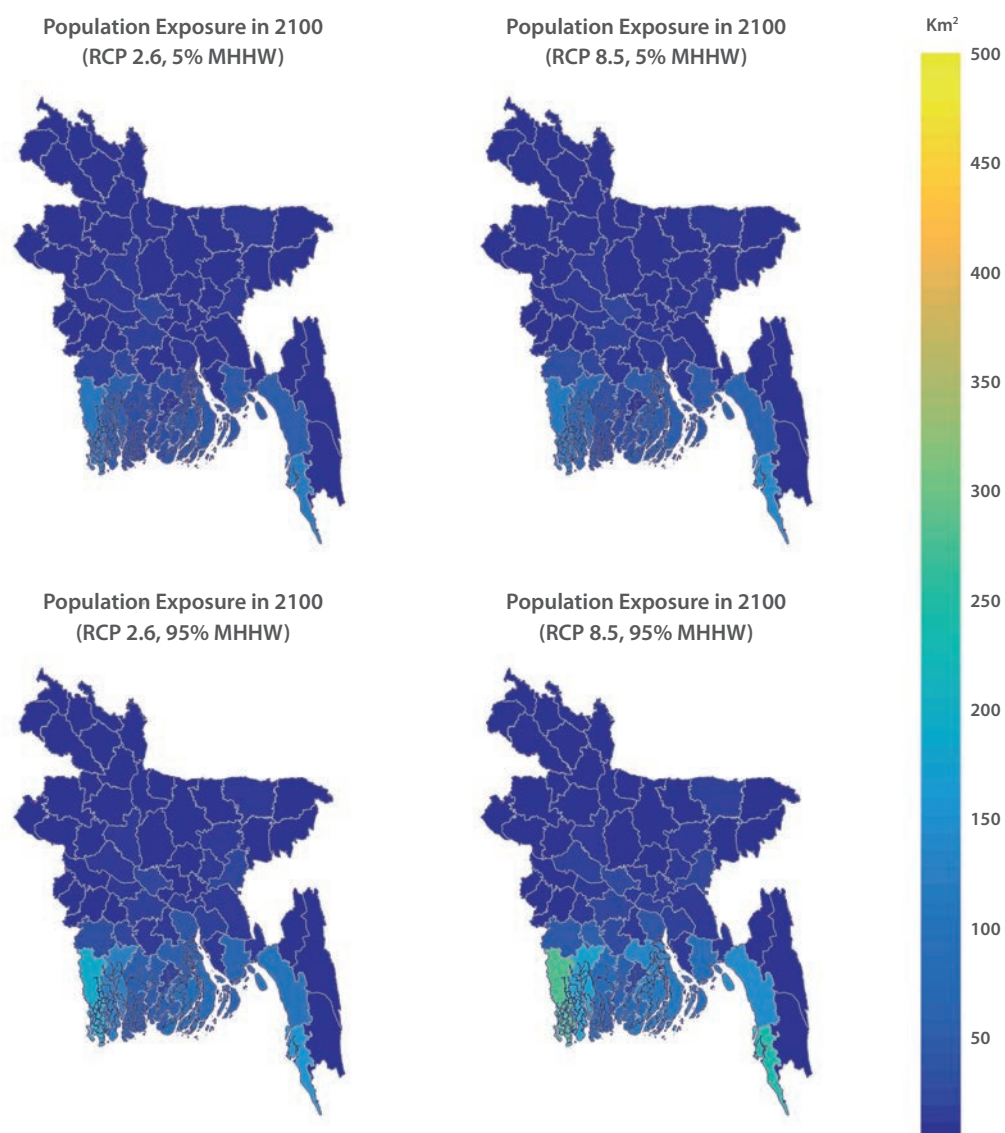 Population Exposure in 2100
(RCP 2.6, 5% MHHW)
Population Exposure in 2100
(RCP 8.5, 5% MHHW)
Population Exposure in 2100
(RCP 2.6, 95% MHHW)
Population Exposure in 2100
(RCP 8.5, 95% MHHW)
Km²
500
450
400
350
300
250
200
150
100
50